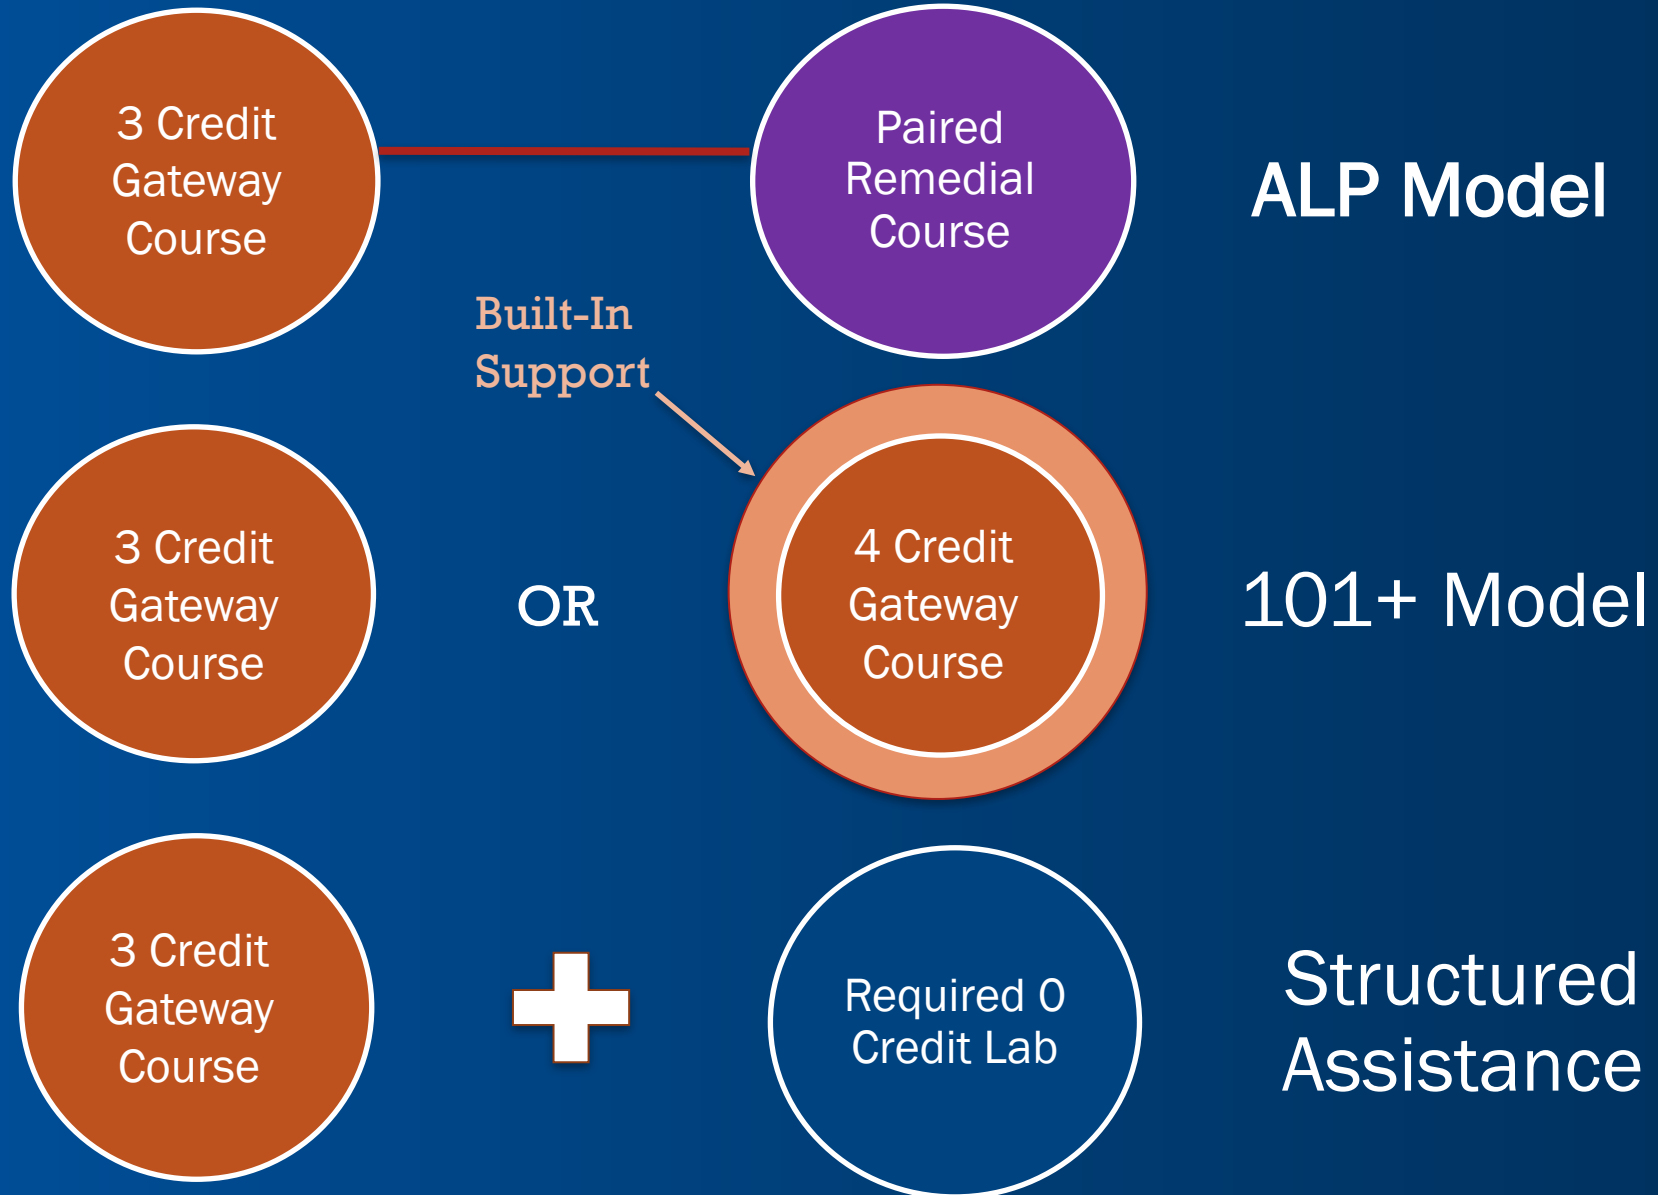 3 Credit
Gateway
Course
Paired
Remedial
Course
ALP Model
Built-In
Support
3 Credit
Gateway
Course
OR
4 Credit
Gateway
Course
101+ Model
3 Credit
Gateway
Course
Required 0
Credit Lab
Structured
Assistance